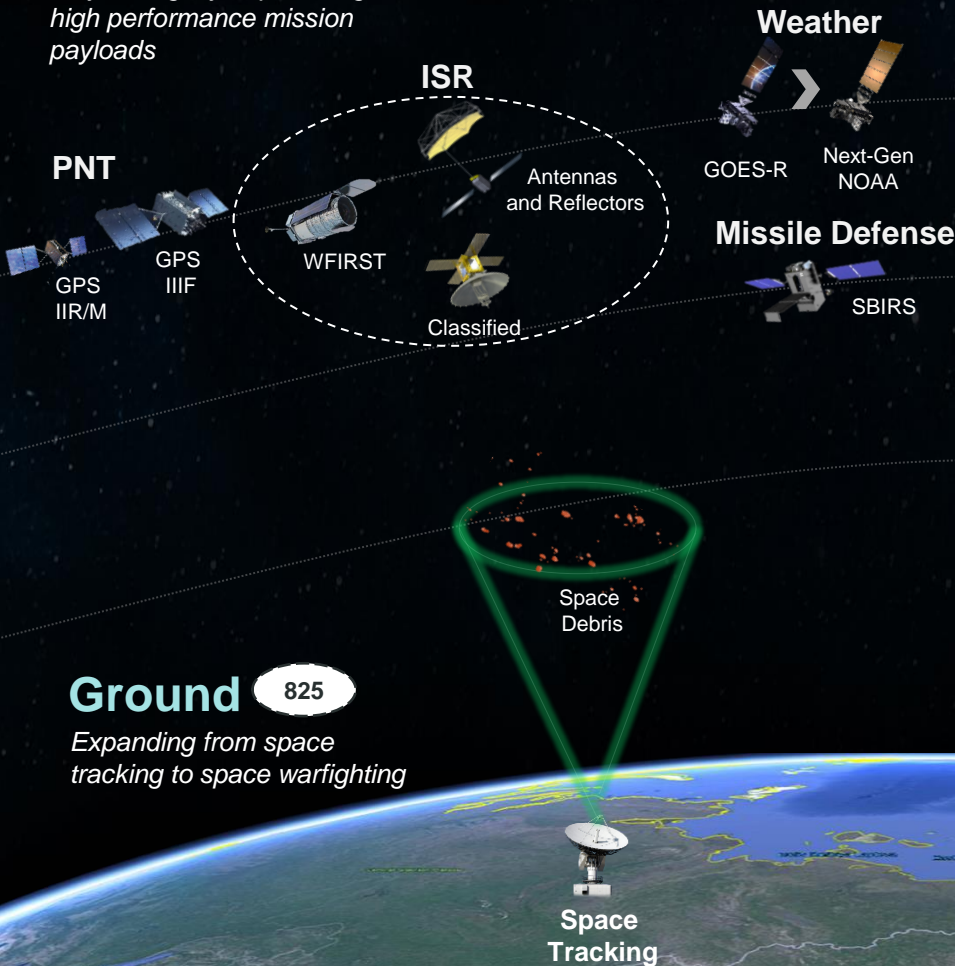 high performance mission
payloads
Weather
ISR
PNT
GOES-R
Next-Gen
NOAA
Antennas
and Reflectors
Missile Defense
WFIRST
GPS
IIIF
GPS
IIR/M
SBIRS
Classified
Space
Debris
Ground
825
Expanding from space
tracking to space warfighting
Space
Tracking